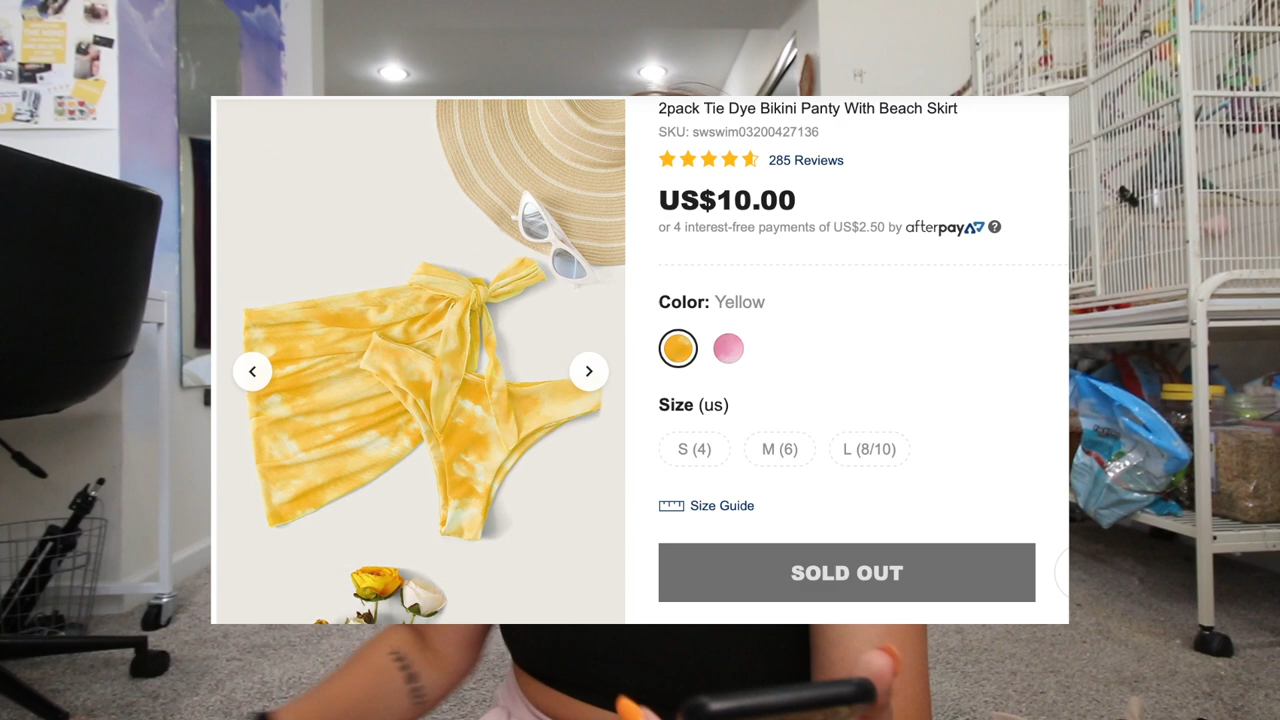 2pack Tie Dye Bikini Panty With Beach Skirt
SKU: swswim03200427136
285 Reviews
US$10.00
or 4 interest-free payments of US$2.50 by afterpay
Color: Yellow
Size (us)
S (4) M (6) L (8/10)
Size Guide
SOLD OUT